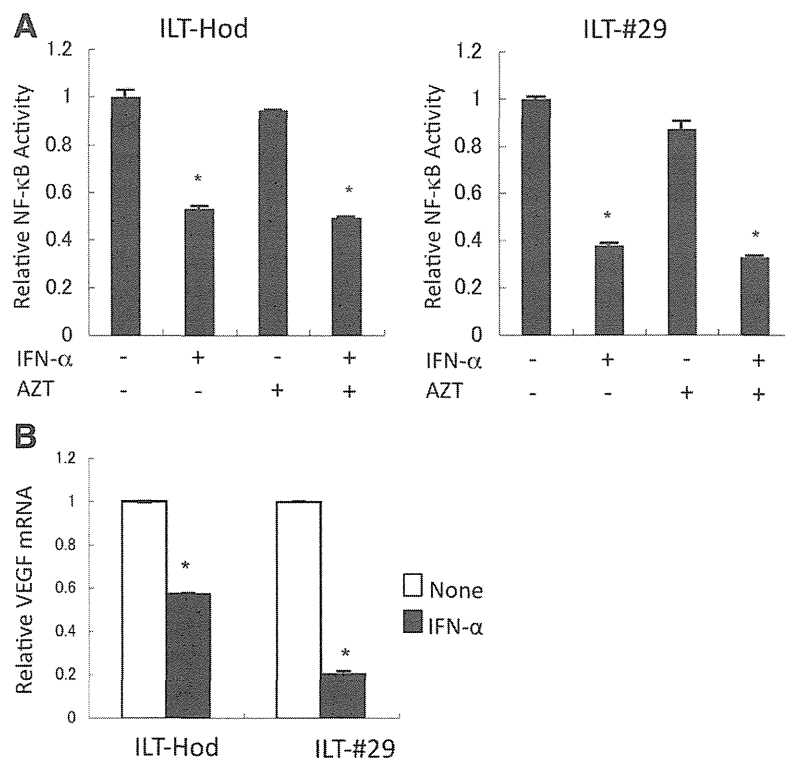 A
ILT-Hod
Relative NF-κB Activity
1.2
1
0.8
0.6
0.4
0.2
0
*
*
IFN-α - + - +
AZT - - + +
ILT-#29
Relative NF-κB Activity
1.2
1
0.8
0.6
0.4
0.2
0
*
*
IFN-α - + - +
AZT - - + +
B
Relative VEGF mRNA
1.2
1
0.8
0.6
0.4
0.2
0
*
*
None
IFN-α
ILT-Hod ILT-#29